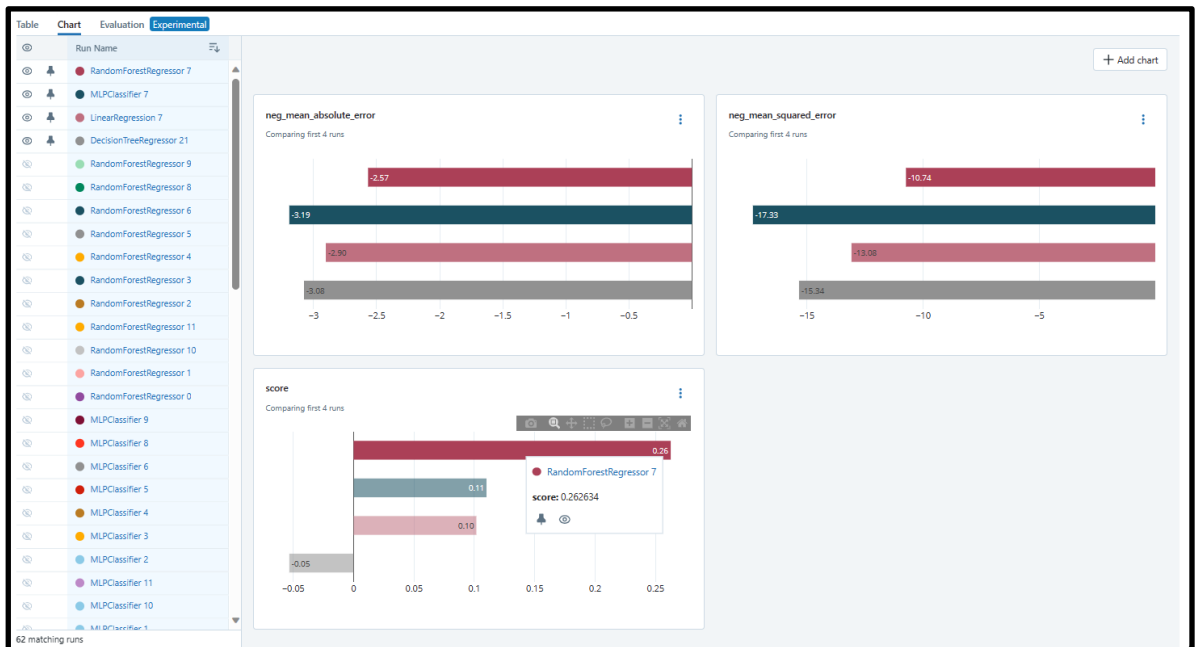 Table Chart Evaluation Experimental
Run Name
RandomForestRegressor 7
MLPClassifier 7
LinearRegression 7
DecisionTreeRegressor 21
RandomForestRegressor 9
RandomForestRegressor 8
RandomForestRegressor 6
RandomForestRegressor 5
RandomForestRegressor 4
RandomForestRegressor 3
RandomForestRegressor 2
RandomForestRegressor 11
RandomForestRegressor 10
RandomForestRegressor 1
RandomForestRegressor 0
MLPClassifier 9
MLPClassifier 8
MLPClassifier 6
MLPClassifier 5
MLPClassifier 4
MLPClassifier 3
MLPClassifier 2
MLPClassifier 11
MLPClassifier 10
MLPClassifier 1
62 matching runs
+ Add chart
neg_mean_absolute_error
Comparing first 4 runs
-2.57
-3.19
-2.90
-3.08
−3 −2.5 −2 −1.5 −1 −0.5
neg_mean_squared_error
Comparing first 4 runs
-10.74
-17.33
-13.08
-15.34
−15 −10 −5
score
Comparing first 4 runs
0.26
0.11
0.10
-0.05
RandomForestRegressor 7
score: 0.262634
−0.05 0 0.05 0.1 0.15 0.2 0.25